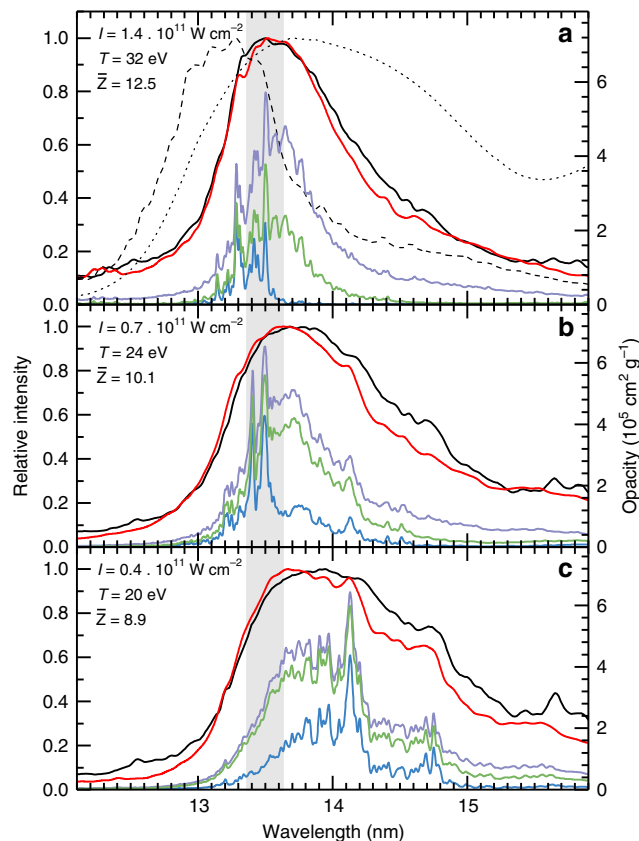 I = 1.4 . 10¹¹ W cm⁻²
T = 32 eV
Z̅ = 12.5
a
1.0
0.8
0.6
0.4
0.2
0.0
6
4
2
0
I = 0.7 . 10¹¹ W cm⁻²
T = 24 eV
Z̅ = 10.1
b
1.0
0.8
0.6
0.4
0.2
0.0
6
4
2
0
I = 0.4 . 10¹¹ W cm⁻²
T = 20 eV
Z̅ = 8.9
c
1.0
0.8
0.6
0.4
0.2
0.0
6
4
2
0
Relative intensity
Opacity (10⁵ cm² g⁻¹)
13 14 15
Wavelength (nm)